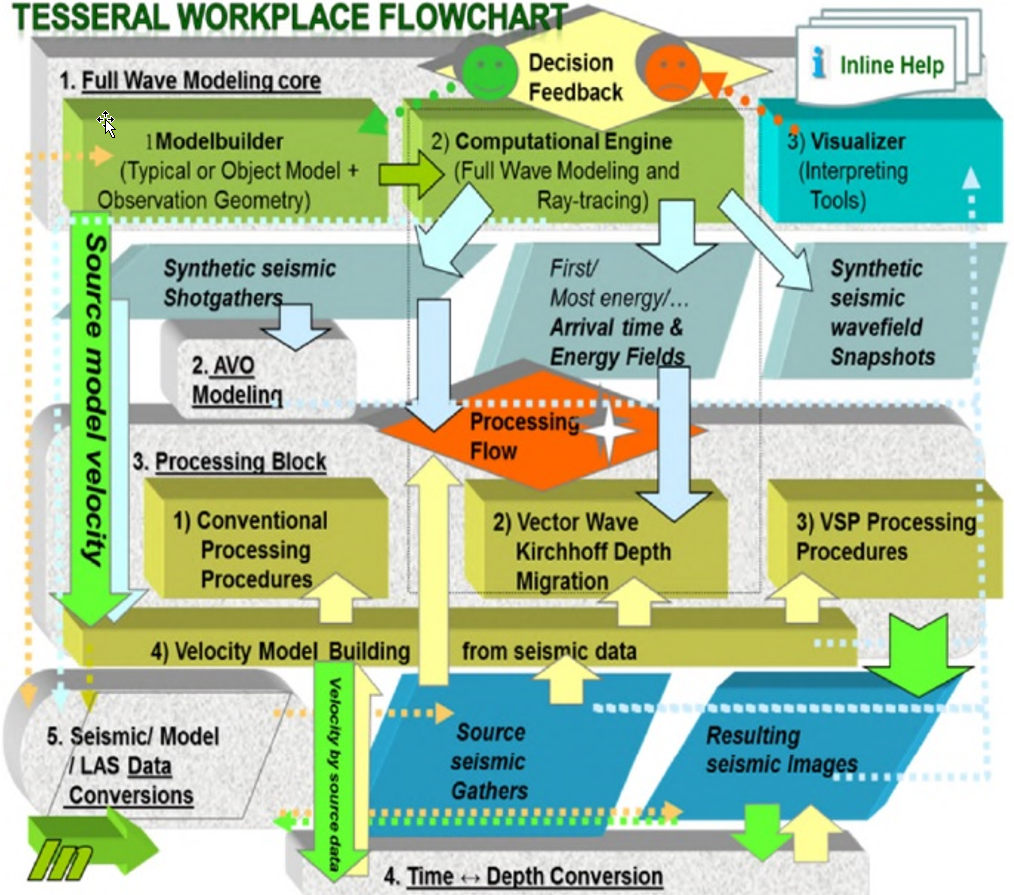 TESSERAL WORKPLACE FLOWCHART
Decision
Feedback
i
Inline Help
1. Full Wave Modeling core
1 Modelbuilder
(Typical or Object Model +
Observation Geometry)
2) Computational Engine
(Full Wave Modeling and
Ray-tracing)
3) Visualizer
(Interpreting
Tools)
Source model velocity
Synthetic seismic
Shotgathers
First/
Most energy/…
Arrival time &
Energy Fields
Synthetic
seismic
wavefield
Snapshots
2. AVO
Modeling
Processing
Flow
3. Processing Block
1) Conventional
Processing
Procedures
2) Vector Wave
Kirchhoff Depth
Migration
3) VSP Processing
Procedures
4) Velocity Model Building from seismic data
Velocity by source data
5. Seismic/ Model
/ LAS Data
Conversions
Source
seismic
Gathers
Resulting
seismic Images
In
4. Time ↔ Depth Conversion